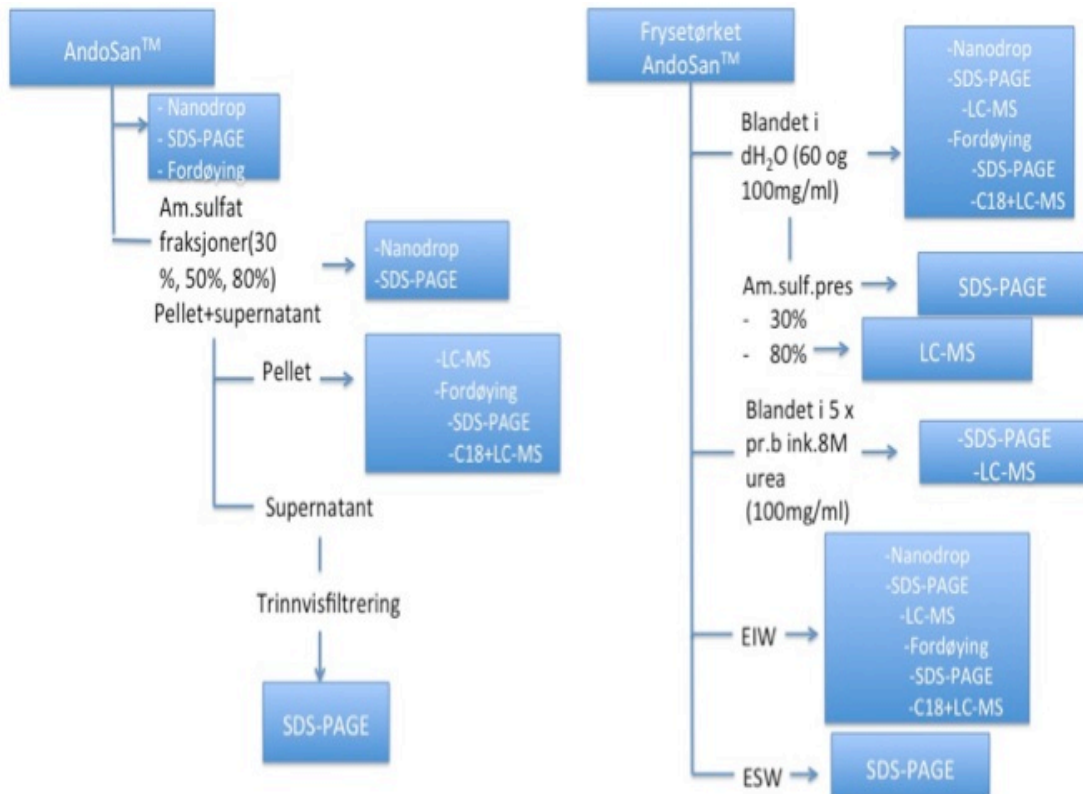 AndoSan™
- Nanodrop
- SDS-PAGE
- Fordøying
Am.sulfat
fraksjoner(30
%, 50%, 80%)
Pellet+supernatant
-Nanodrop
-SDS-PAGE
Pellet
-LC-MS
-Fordøying
-SDS-PAGE
-C18+LC-MS
Supernatant
Trinnvisfiltrering
SDS-PAGE
Frysetørket
AndoSan™
Blandet i
dH₂O (60 og
100mg/ml)
-Nanodrop
-SDS-PAGE
-LC-MS
-Fordøying
-SDS-PAGE
-C18+LC-MS
Am.sulf.pres
- 30%
- 80%
SDS-PAGE
LC-MS
Blandet i 5 x
pr.b ink.8M
urea
(100mg/ml)
-SDS-PAGE
-LC-MS
EIW
-Nanodrop
-SDS-PAGE
-LC-MS
-Fordøying
-SDS-PAGE
-C18+LC-MS
ESW
SDS-PAGE